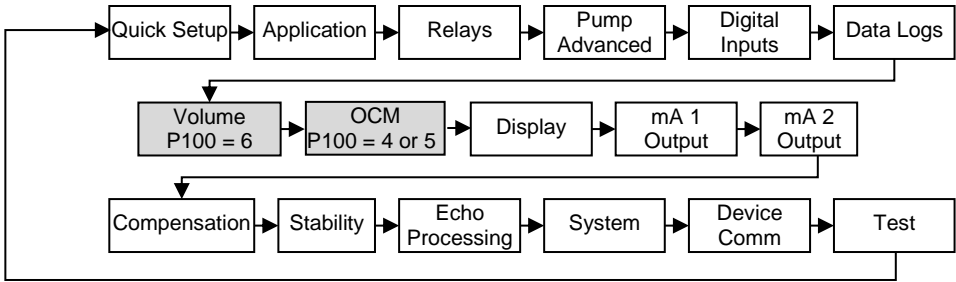 Quick Setup
Application
Relays
Pump
Advanced
Digital
Inputs
Data Logs
Volume
P100 = 6
OCM
P100 = 4 or 5
Display
mA 1
Output
mA 2
Output
Compensation
Stability
Echo
Processing
System
Device
Comm
Test